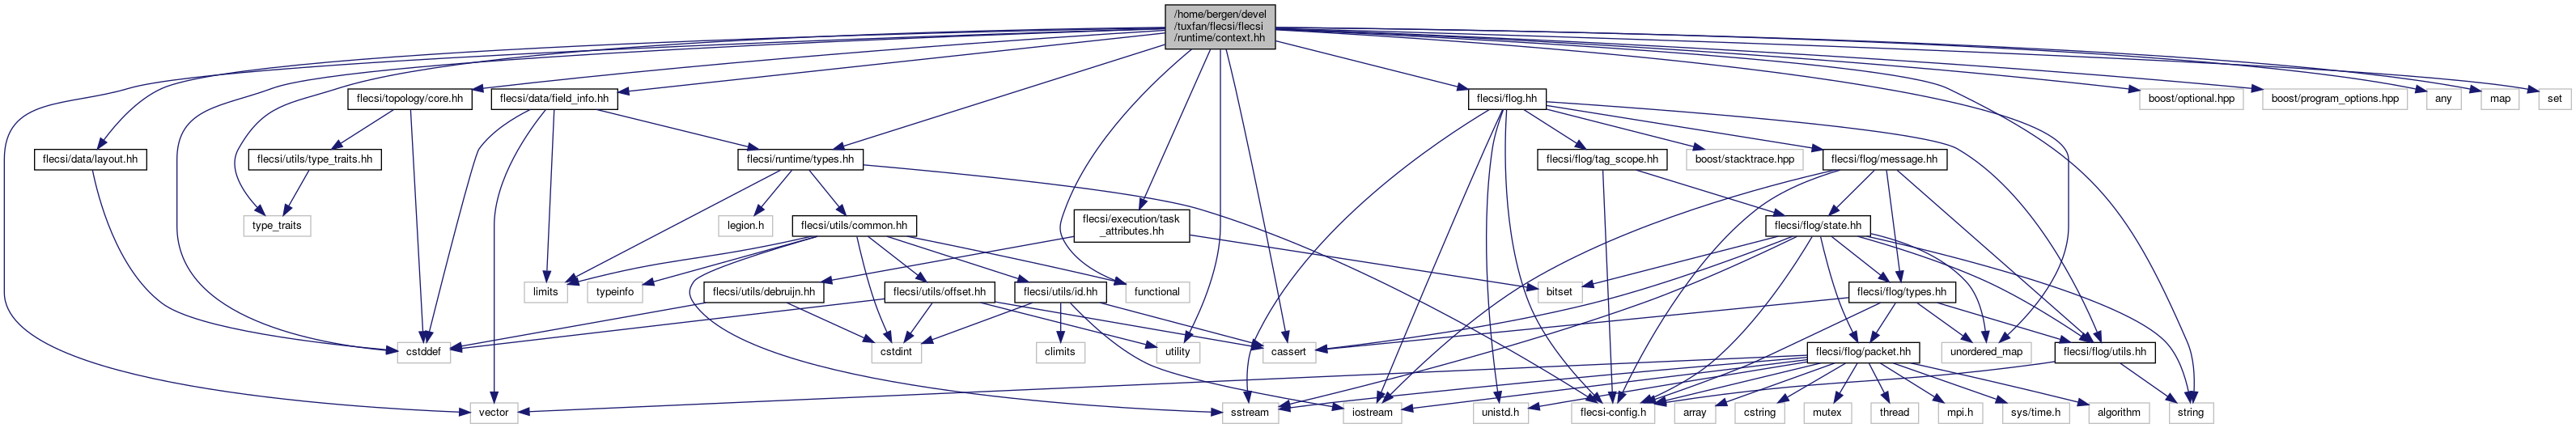 /home/bergen/devel
/tuxfan/flecsi/flecsi
/runtime/context.hh
flecsi/topology/core.hh
flecsi/data/field_info.hh
flecsi/flog.hh
boost/optional.hpp
boost/program_options.hpp
any
map
set
flecsi/data/layout.hh
flecsi/utils/type_traits.hh
flecsi/runtime/types.hh
flecsi/flog/tag_scope.hh
boost/stacktrace.hpp
flecsi/flog/message.hh
type_traits
legion.h
flecsi/utils/common.hh
flecsi/execution/task
_attributes.hh
flecsi/flog/state.hh
limits
typeinfo
flecsi/utils/debruijn.hh
flecsi/utils/offset.hh
flecsi/utils/id.hh
functional
bitset
flecsi/flog/types.hh
cstddef
cstdint
climits
utility
cassert
flecsi/flog/packet.hh
unordered_map
flecsi/flog/utils.hh
vector
sstream
iostream
unistd.h
flecsi-config.h
array
cstring
mutex
thread
mpi.h
sys/time.h
algorithm
string